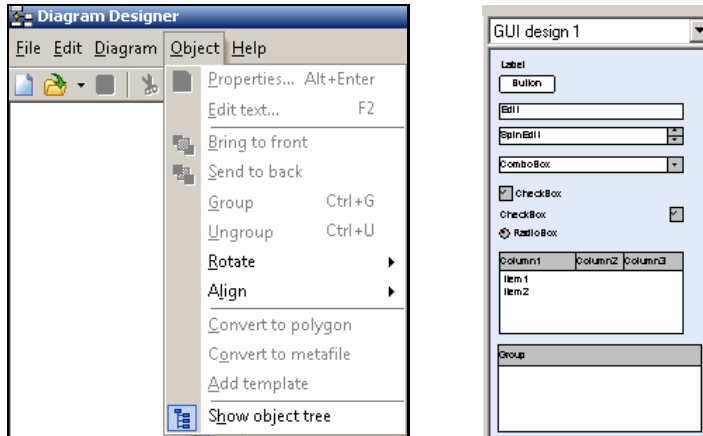 Diagram Designer
File Edit Diagram Object Help
Properties... Alt+Enter
Edit text... F2
Bring to front
Send to back
Group Ctrl+G
Ungroup Ctrl+U
Rotate
Align
Convert to polygon
Convert to metafile
Add template
Show object tree
GUI design 1
Label
Button
Edit
SpinEdit
ComboBox
CheckBox
CheckBox
RadioBox
Column1 Column2 Column3
Item1
Item2
Group